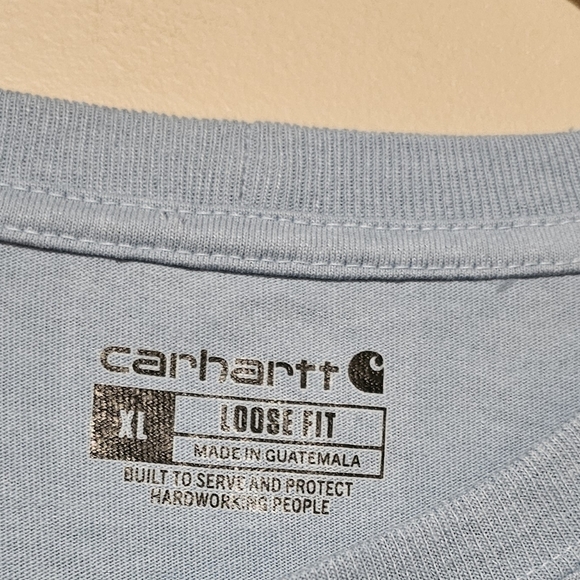 carhartt
XL
LOOSE FIT
MADE IN GUATEMALA
BUILT TO SERVE AND PROTECT
HARDWORKING PEOPLE